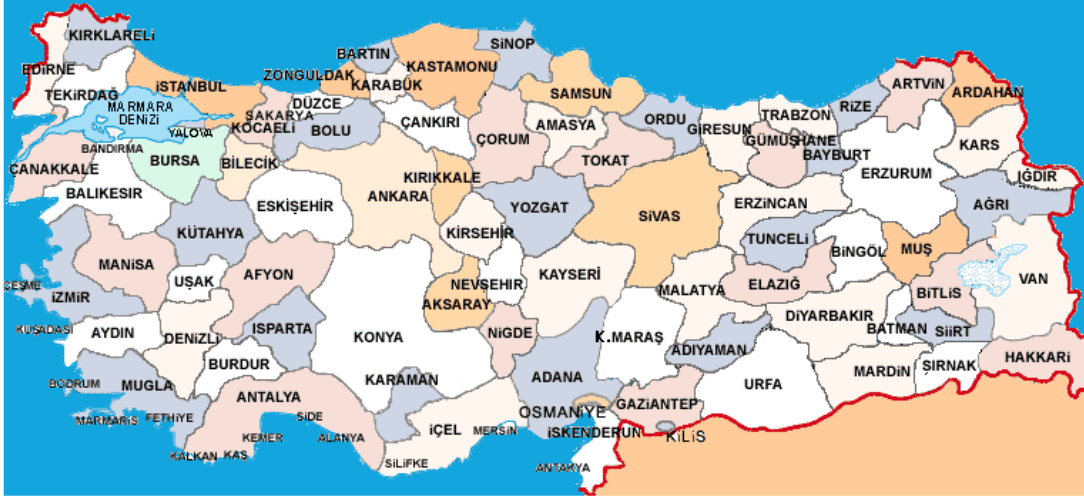 KIRKLARELİ
EDİRNE
TEKİRDAĞ
İSTANBUL
MARMARA
DENİZİ
YALOVA
KOCAELİ
SAKARYA
DÜZCE
ZONGULDAK
BARTIN
KARABÜK
KASTAMONU
SİNOP
SAMSUN
ORDU
GİRESUN
TRABZON
GÜMÜŞHANE
BAYBURT
RİZE
ARTVİN
ARDAHAN
KARS
IĞDIR
AĞRI
ERZURUM
ERZİNCAN
ÇANAKKALE
BANDIRMA
BALIKESIR
BURSA
BİLECİK
BOLU
ÇANKIRI
ÇORUM
AMASYA
TOKAT
SİVAS
YOZGAT
KIRIKKALE
ANKARA
ESKİŞEHİR
KÜTAHYA
KİRSEHİR
KAYSERİ
NEVSEHIR
AKSARAY
NİGDE
TUNCELİ
BİNGÖL
MUŞ
BİTLİS
VAN
ELAZIĞ
MALATYA
DİYARBAKIR
BATMAN
SİİRT
HAKKARİ
ŞIRNAK
MARDİN
URFA
ADIYAMAN
K.MARAŞ
GAZİANTEP
KİLİS
MANİSA
UŞAK
AFYON
ÇEŞME
İZMİR
KUŞADASI
AYDIN
DENİZLİ
ISPARTA
BURDUR
KONYA
KARAMAN
ADANA
OSMANİYE
İSKENDERUN
ANTAKYA
BODRUM
MUGLA
MARMARİS
FETHİYE
ANTALYA
SİDE
KEMER
ALANYA
KALKAN
KAŞ
İÇEL
MERSİN
SİLİFKE